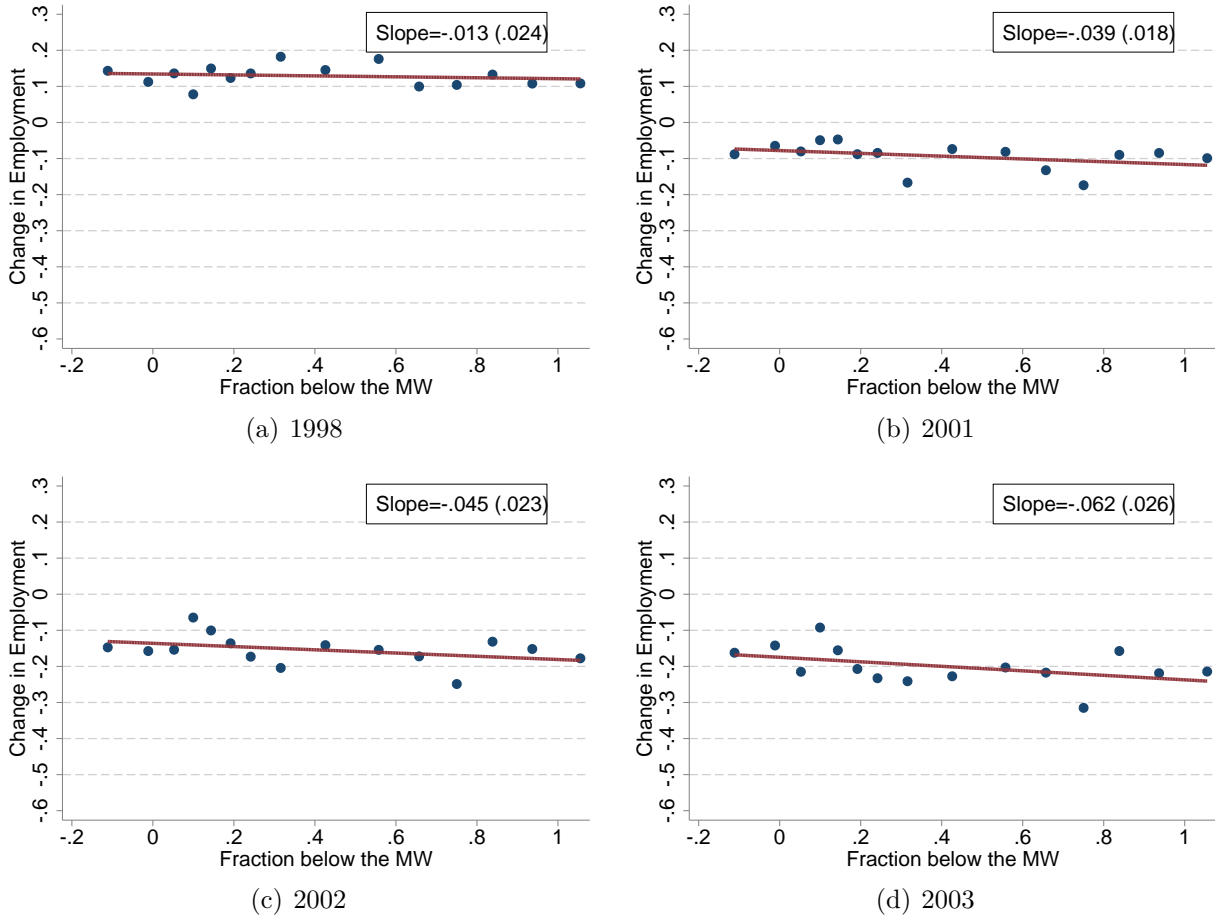 Slope=-.013 (.024)
Change in Employment
.3
.2
.1
0
-.1
-.2
-.3
-.4
-.5
-.6
-.2 0 .2 .4 .6 .8 1
Fraction below the MW
(a) 1998
Slope=-.039 (.018)
Change in Employment
.3
.2
.1
0
-.1
-.2
-.3
-.4
-.5
-.6
-.2 0 .2 .4 .6 .8 1
Fraction below the MW
(b) 2001
Slope=-.045 (.023)
Change in Employment
.3
.2
.1
0
-.1
-.2
-.3
-.4
-.5
-.6
-.2 0 .2 .4 .6 .8 1
Fraction below the MW
(c) 2002
Slope=-.062 (.026)
Change in Employment
.3
.2
.1
0
-.1
-.2
-.3
-.4
-.5
-.6
-.2 0 .2 .4 .6 .8 1
Fraction below the MW
(d) 2003